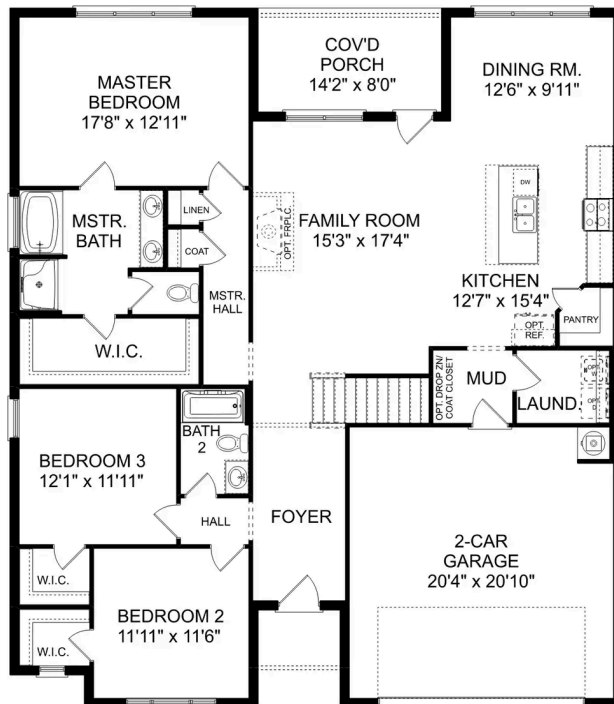 MASTER
BEDROOM
17'8" x 12'11"
COV'D
PORCH
14'2" x 8'0"
DINING RM.
12'6" x 9'11"
MSTR.
BATH
LINEN
COAT
MSTR.
HALL
W.I.C.
OPT. FRPLC.
FAMILY ROOM
15'3" x 17'4"
DW
KITCHEN
12'7" x 15'4"
OPT.
REF.
PANTRY
OPT. DROP ZN/
COAT CLOSET
MUD
LAUND.
OPT
OPT
D
BEDROOM 3
12'1" x 11'11"
BATH
2
HALL
FOYER
W.I.C.
W.I.C.
BEDROOM 2
11'11" x 11'6"
2-CAR
GARAGE
20'4" x 20'10"